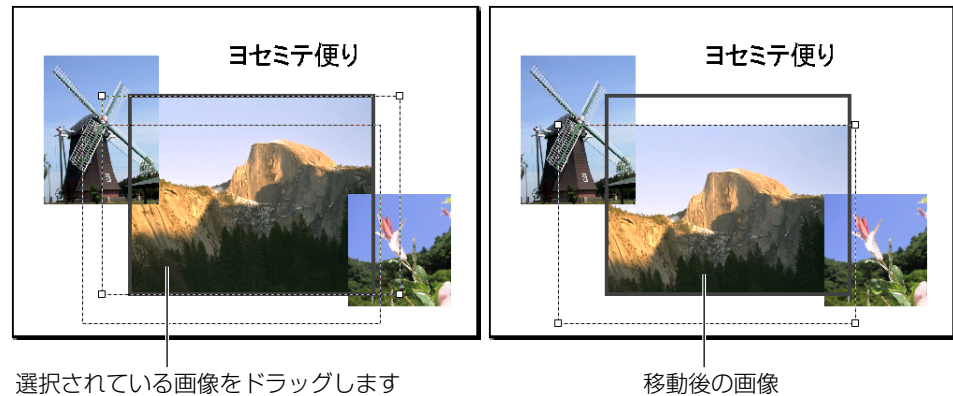 ヨセミテ便り
ヨセミテ便り
選択されている画像をドラッグします
移動後の画像